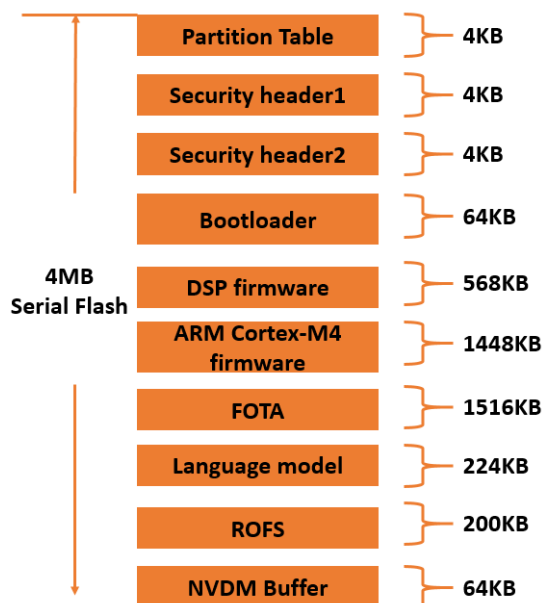 Partition Table
4KB
Security header1
4KB
Security header2
4KB
Bootloader
64KB
4MB
Serial Flash
DSP firmware
568KB
ARM Cortex-M4
firmware
1448KB
FOTA
1516KB
Language model
224KB
ROFS
200KB
NVDM Buffer
64KB